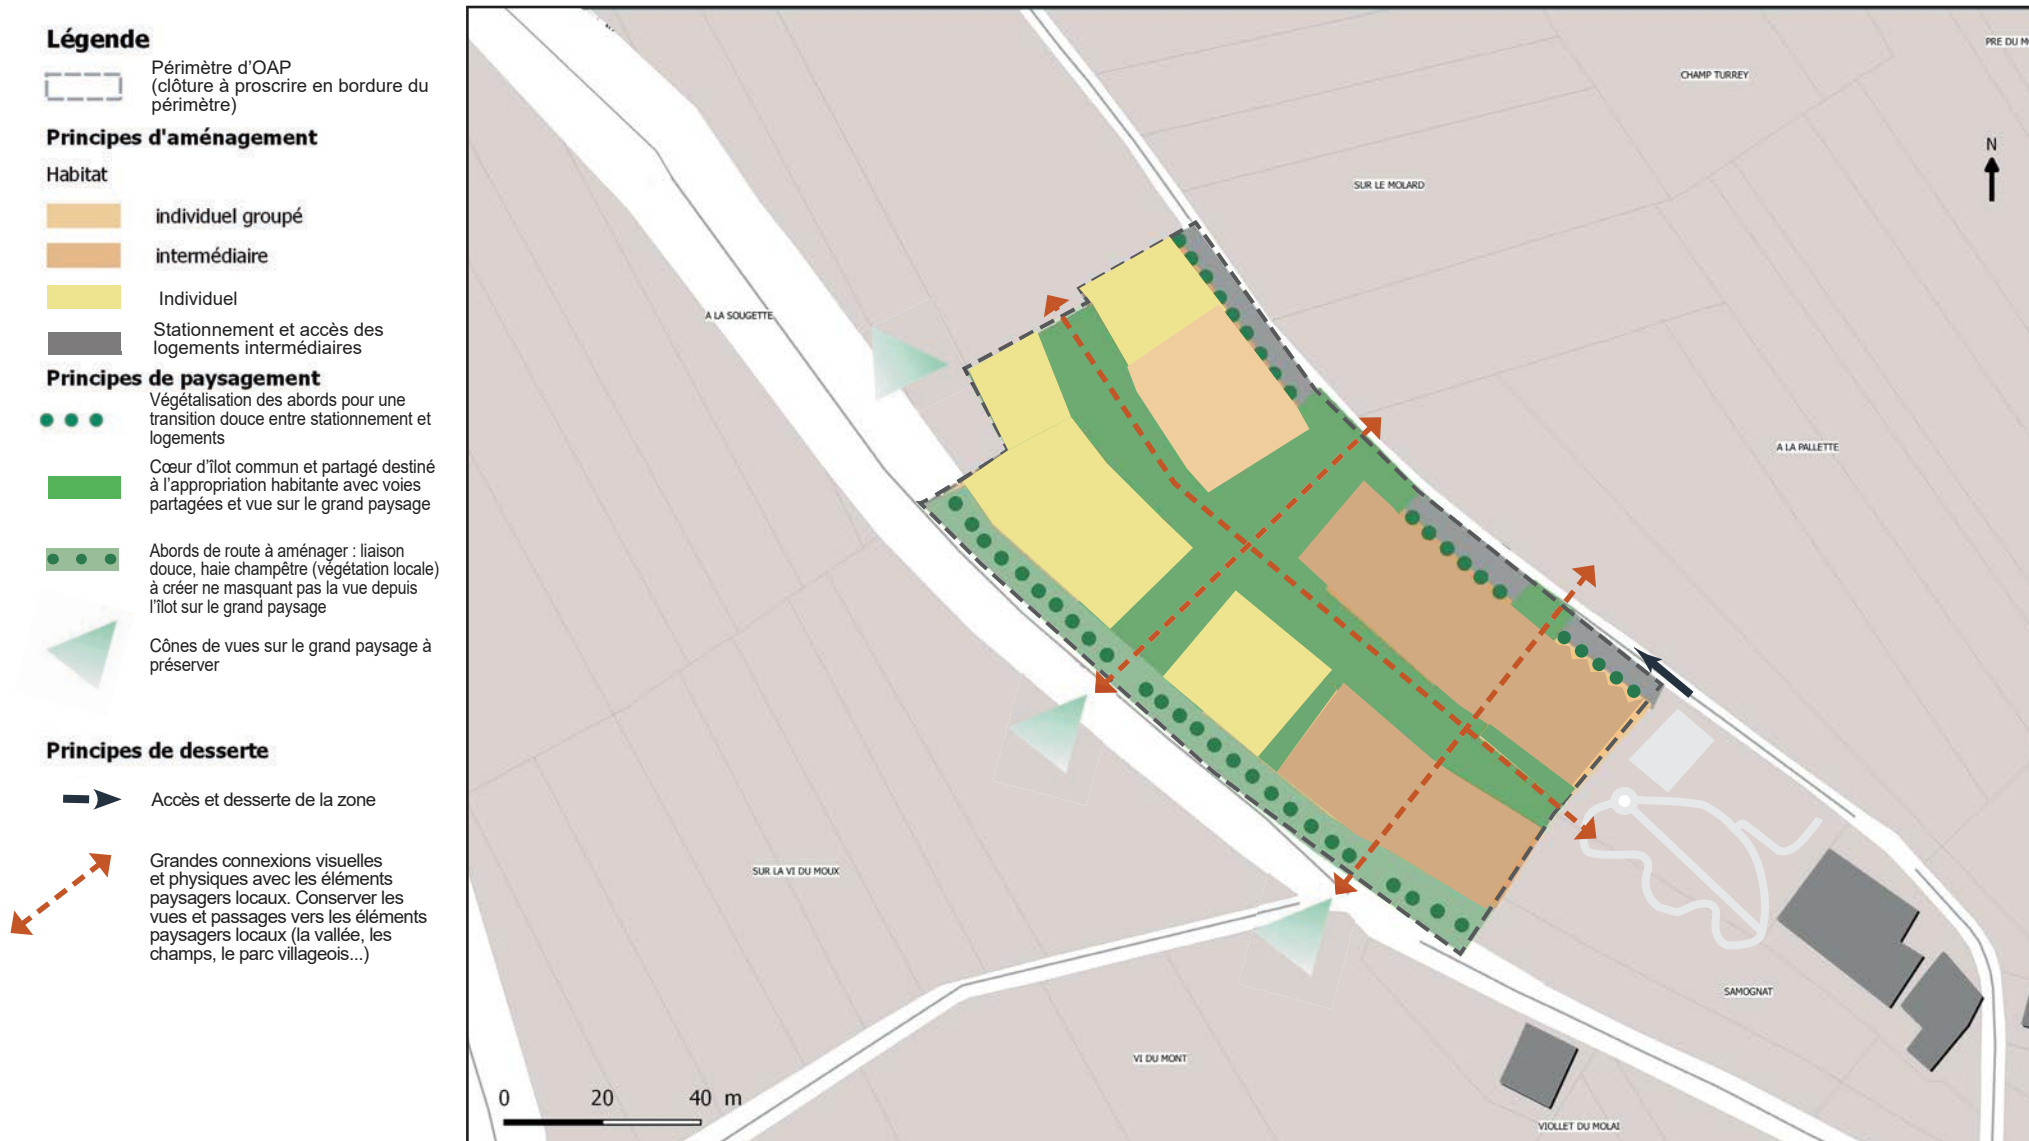 Légende
Périmètre d’OAP
(clôture à proscrire en bordure du
périmètre)
Principes d'aménagement
Habitat
individuel groupé
intermédiaire
Individuel
Stationnement et accès des
logements intermédiaires
Principes de paysagement
Végétalisation des abords pour une
transition douce entre stationnement et
logements
Cœur d’îlot commun et partagé destiné
à l’appropriation habitante avec voies
partagées et vue sur le grand paysage
Abords de route à aménager : liaison
douce, haie champêtre (végétation locale)
à créer ne masquant pas la vue depuis
l’îlot sur le grand paysage
Cônes de vues sur le grand paysage à
préserver
Principes de desserte
Accès et desserte de la zone
Grandes connexions visuelles
et physiques avec les éléments
paysagers locaux. Conserver les
vues et passages vers les éléments
paysagers locaux (la vallée, les
champs, le parc villageois...)
PRE DU M
CHAMP TURREY
N
SUR LE MOLARD
A LA SOUGETTE
A LA PALLETTE
SUR LA VI DU MOUX
SAMOGNAT
VI DU MONT
VIOLLET DU MOLAI
0 20 40 m